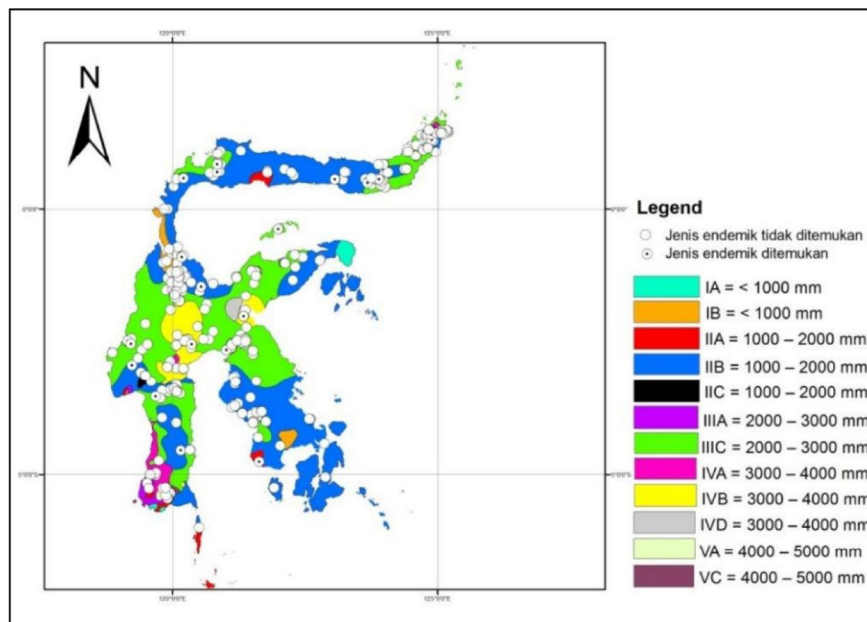 120°0'0"E 125°0'0"E
N
0°0'0" 0°0'0"
Legend
Jenis endemik tidak ditemukan
Jenis endemik ditemukan
IA = < 1000 mm
IB = < 1000 mm
IIA = 1000 – 2000 mm
IIB = 1000 – 2000 mm
IIC = 1000 – 2000 mm
IIIA = 2000 – 3000 mm
IIIC = 2000 – 3000 mm
IVA = 3000 – 4000 mm
IVB = 3000 – 4000 mm
5°0'0"S 5°0'0"S
IVD = 3000 – 4000 mm
VA = 4000 – 5000 mm
VC = 4000 – 5000 mm
120°0'0"E 125°0'0"E